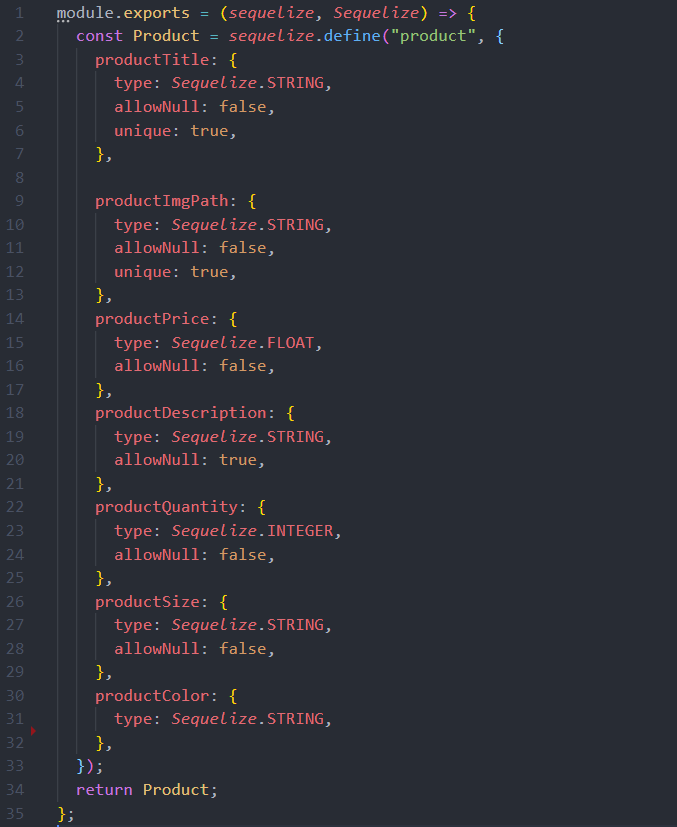 1 module.exports = (sequelize, Sequelize) => {
2 const Product = sequelize.define("product", {
3 productTitle: {
4 type: Sequelize.STRING,
5 allowNull: false,
6 unique: true,
7 },
8
9 productImgPath: {
10 type: Sequelize.STRING,
11 allowNull: false,
12 unique: true,
13 },
14 productPrice: {
15 type: Sequelize.FLOAT,
16 allowNull: false,
17 },
18 productDescription: {
19 type: Sequelize.STRING,
20 allowNull: true,
21 },
22 productQuantity: {
23 type: Sequelize.INTEGER,
24 allowNull: false,
25 },
26 productSize: {
27 type: Sequelize.STRING,
28 allowNull: false,
29 },
30 productColor: {
31 type: Sequelize.STRING,
32 },
33 });
34 return Product;
35 };